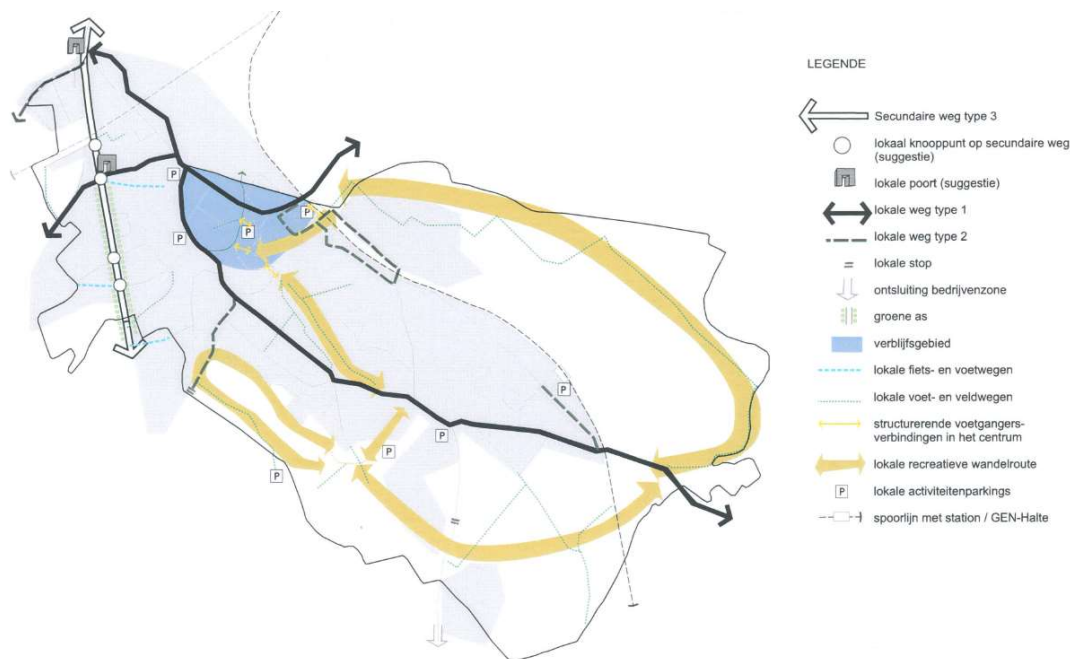 LEGENDE
Secundaire weg type 3
lokaal knooppunt op secundaire weg
(suggestie)
lokale poort (suggestie)
lokale weg type 1
lokale weg type 2
lokale stop
ontsluiting bedrijvenzone
groene as
verblijfsgebied
lokale fiets- en voetwegen
lokale voet- en veldwegen
structurerende voetgangers-
verbindingen in het centrum
lokale recreatieve wandelroute
P lokale activiteitenparkings
spoorlijn met station / GEN-Halte
P
P
P
P
P
P
P
P
P